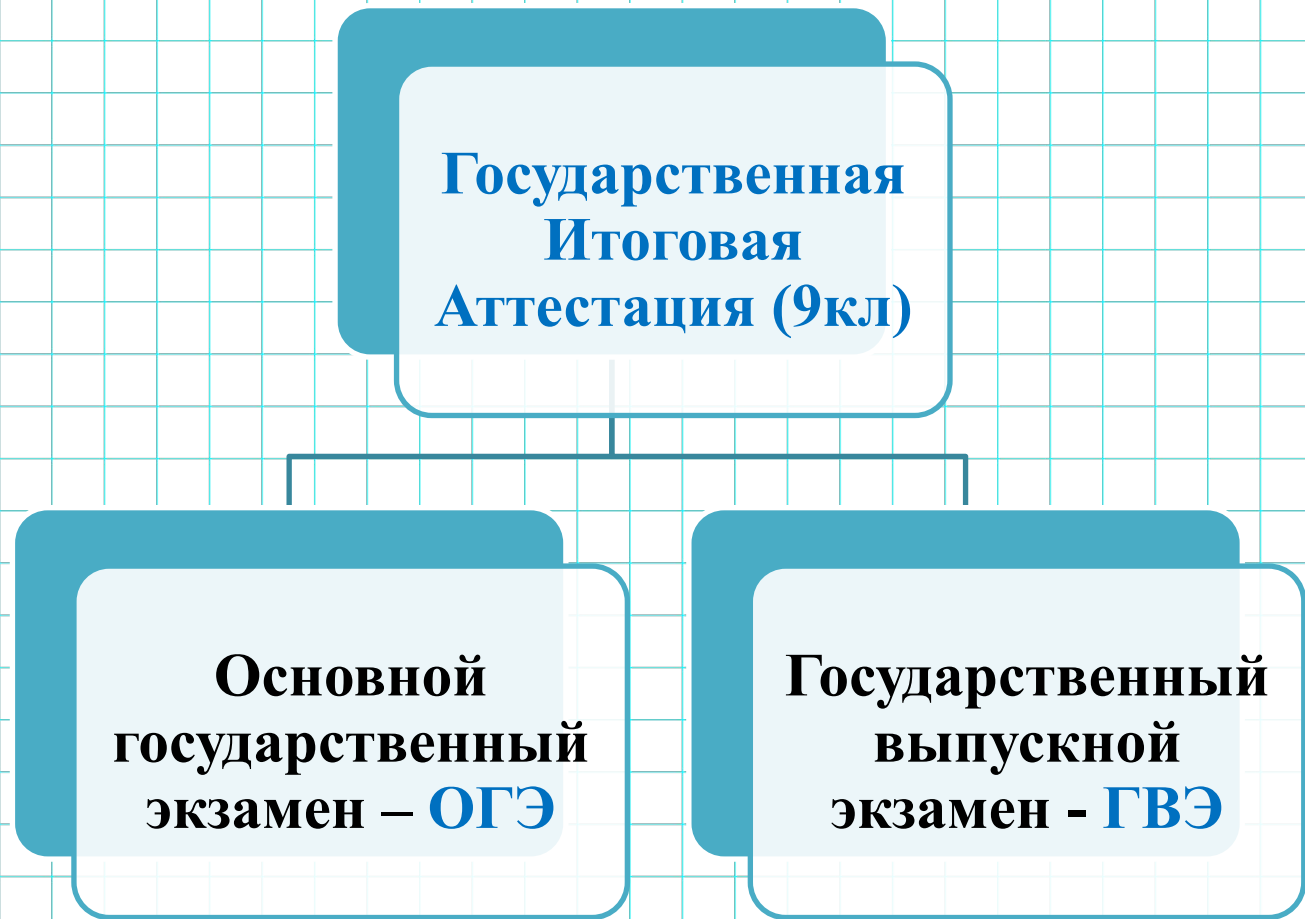 Государственная
Итоговая
Аттестация (9кл)
Основной
государственный
экзамен – ОГЭ
Государственный
выпускной
экзамен - ГВЭ